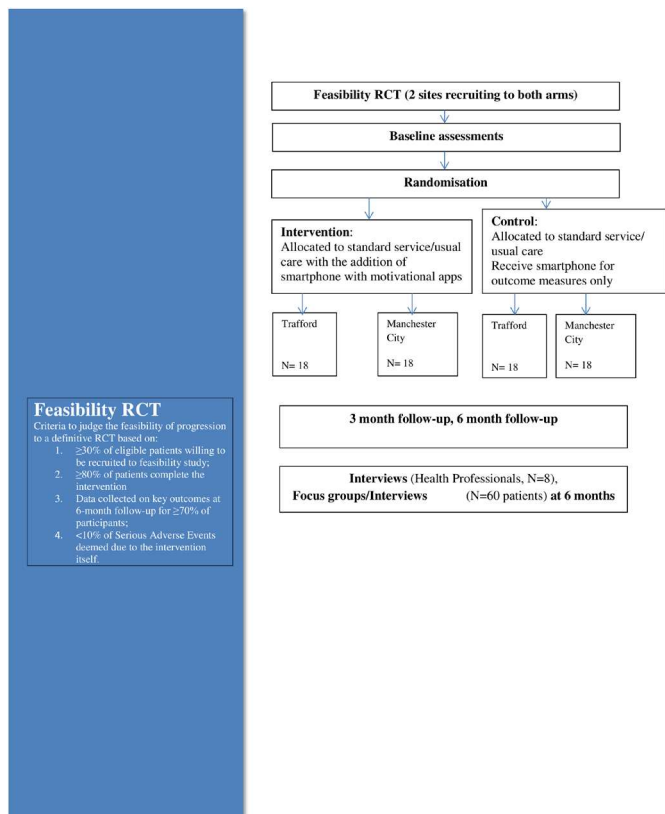 Feasibility RCT (2 sites recruiting to both arms)
Baseline assessments
Randomisation
Intervention:
Allocated to standard service/usual
care with the addition of
smartphone with motivational apps
Control:
Allocated to standard service/
usual care
Receive smartphone for
outcome measures only
Trafford
N= 18
Manchester
City
N= 18
Trafford
N= 18
Manchester
City
N= 18
Feasibility RCT
Criteria to judge the feasibility of progression
to a definitive RCT based on:
1. ≥30% of eligible patients willing to
be recruited to feasibility study;
2. ≥80% of patients complete the
intervention
3. Data collected on key outcomes at
6-month follow-up for ≥70% of
participants;
4. <10% of Serious Adverse Events
deemed due to the intervention
itself.
3 month follow-up, 6 month follow-up
Interviews (Health Professionals, N=8),
Focus groups/Interviews (N=60 patients) at 6 months